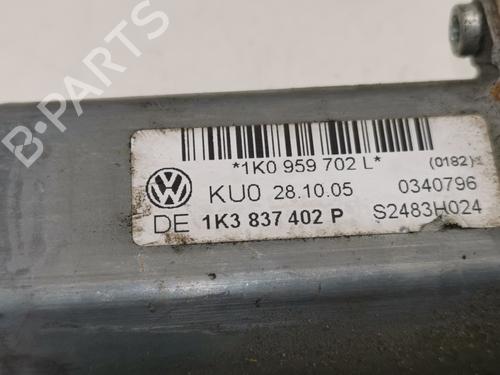 *1K0 959 702 L*
(0182)
KU0 28.10.05 0340796
DE 1K3 837 402 P S2483H024
B-PARTS